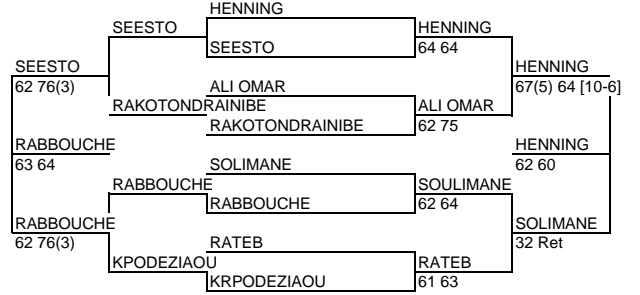 HENNING
SEESTO HENNING
SEESTO 64 64
SEESTO HENNING
62 76(3) 67(5) 64 [10-6]
ALI OMAR
RAKOTONDRAINIBE ALI OMAR
RAKOTONDRAINIBE 62 75
RABBOUCHE HENNING
63 64 62 60
SOLIMANE
RABBOUCHE SOULIMANE
RABBOUCHE 62 64
RABBOUCHE SOLIMANE
62 76(3) 32 Ret
RATEB
KPODEZIAOU RATEB
KRPODEZIAOU 61 63